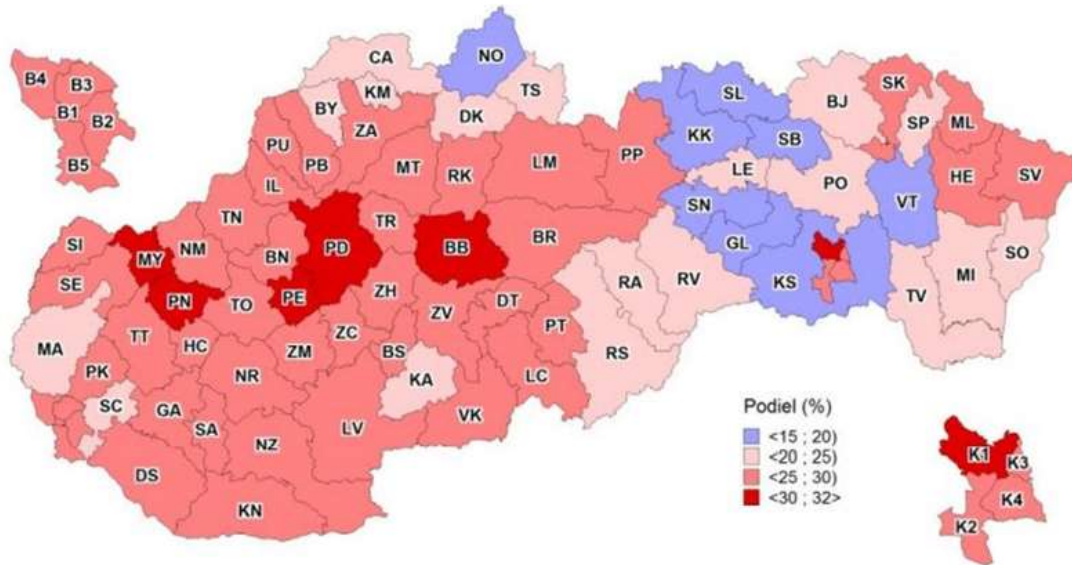 CA
NO
B4
B3
B1
B2
B5
BY
KM
TS
DK
ZA
SL
BJ
SK
SP
ML
KK
SB
PU
PB
MT
RK
LM
PP
LE
PO
HE
SV
IL
TN
TR
SN
VT
SI
NM
MY
BN
PD
BB
BR
GL
SO
SE
PN
TO
PE
ZH
ZV
DT
RA
RV
KS
TV
MI
MA
TT
HC
ZM
ZC
BS
PT
RS
PK
NR
KA
LC
SC
GA
SA
NZ
LV
VK
DS
KN
Podiel (%)
<15 ; 20)
<20 ; 25)
<25 ; 30)
<30 ; 32>
K1
K3
K4
K2